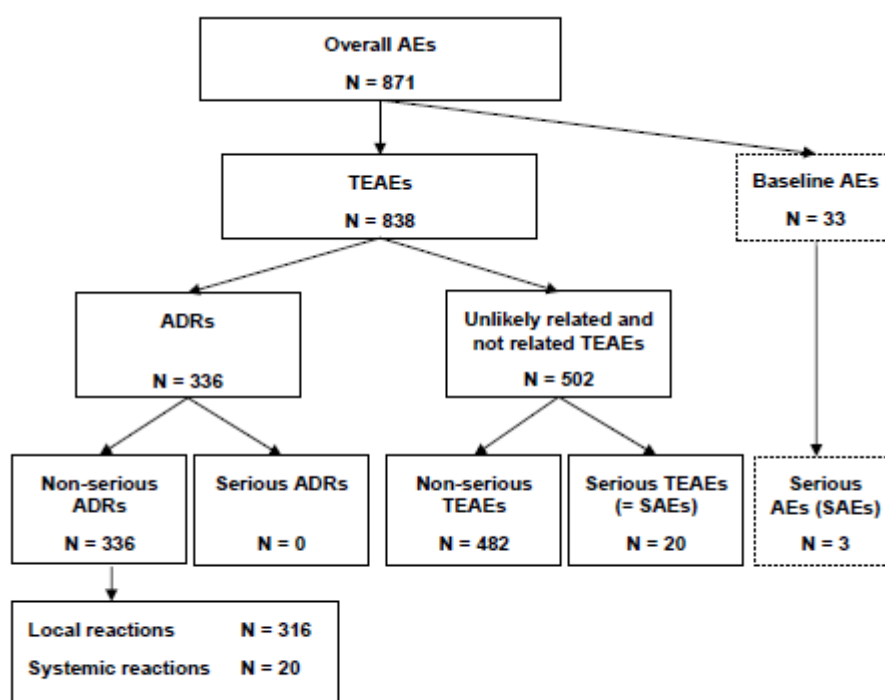 Overall AEs
N = 871
TEAEs
N = 838
Baseline AEs
N = 33
ADRs
N = 336
Unlikely related and
not related TEAEs
N = 502
Non-serious
ADRs
N = 336
Serious ADRs
N = 0
Non-serious
TEAEs
N = 482
Serious TEAEs
(= SAEs)
N = 20
Serious
AEs (SAEs)
N = 3
Local reactions N = 316
Systemic reactions N = 20